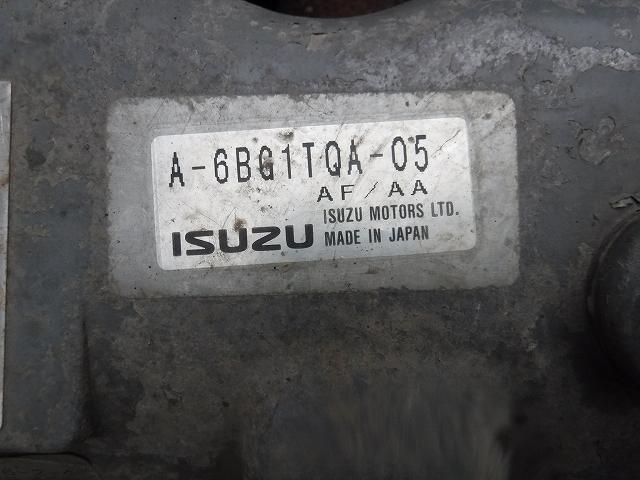 A-6BG1TQA-05
AF/AA
ISUZU MOTORS LTD.
ISUZU MADE IN JAPAN